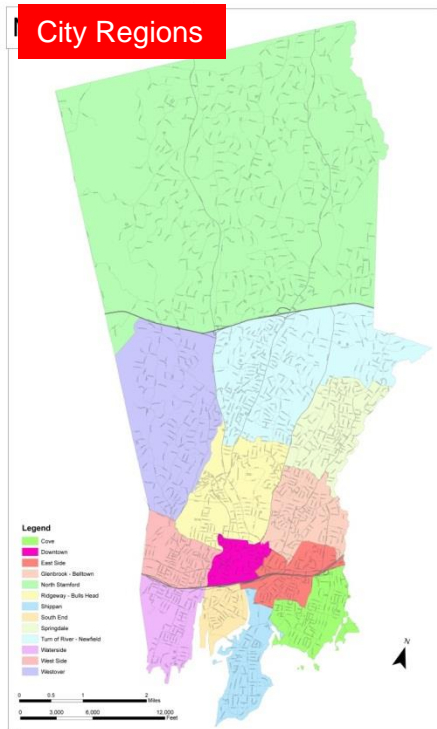 N
City Regions
N
Legend
Cove
Downtown
East Side
Glenbrook - Belltown
North Stamford
Ridgeway - Bulls Head
Shippan
South End
Springdale
Turn of River - Newfield
Waterside
West Side
Westover
0 0.5 1 2
Miles
0 3,000 6,000 12,000
Feet